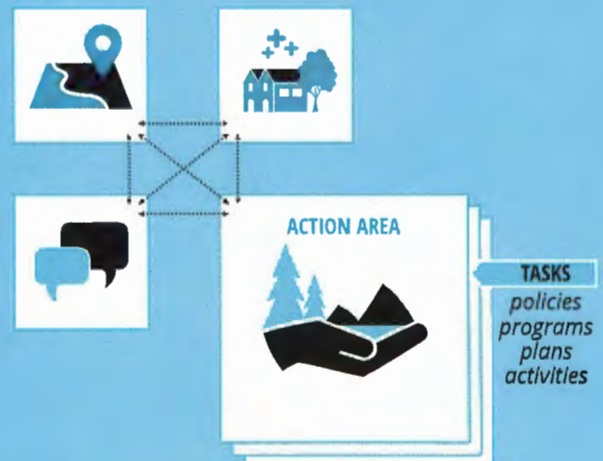 ACTION AREA
TASKS
policies
programs
plans
activities